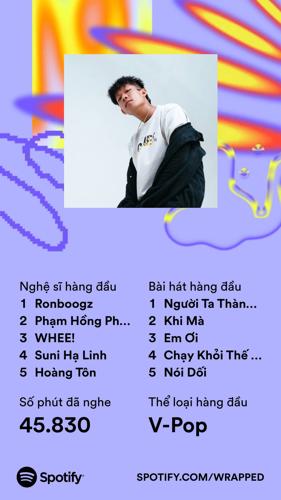 Nghệ sĩ hàng đầu
1 Ronboogz
2 Phạm Hồng Ph...
3 WHEE!
4 Suni Hạ Linh
5 Hoàng Tôn
Bài hát hàng đầu
1 Người Ta Thàn...
2 Khi Mà
3 Em Ơi
4 Chạy Khỏi Thế ...
5 Nói Dối
Số phút đã nghe
45.830
Thể loại hàng đầu
V-Pop
Spotify
SPOTIFY.COM/WRAPPED